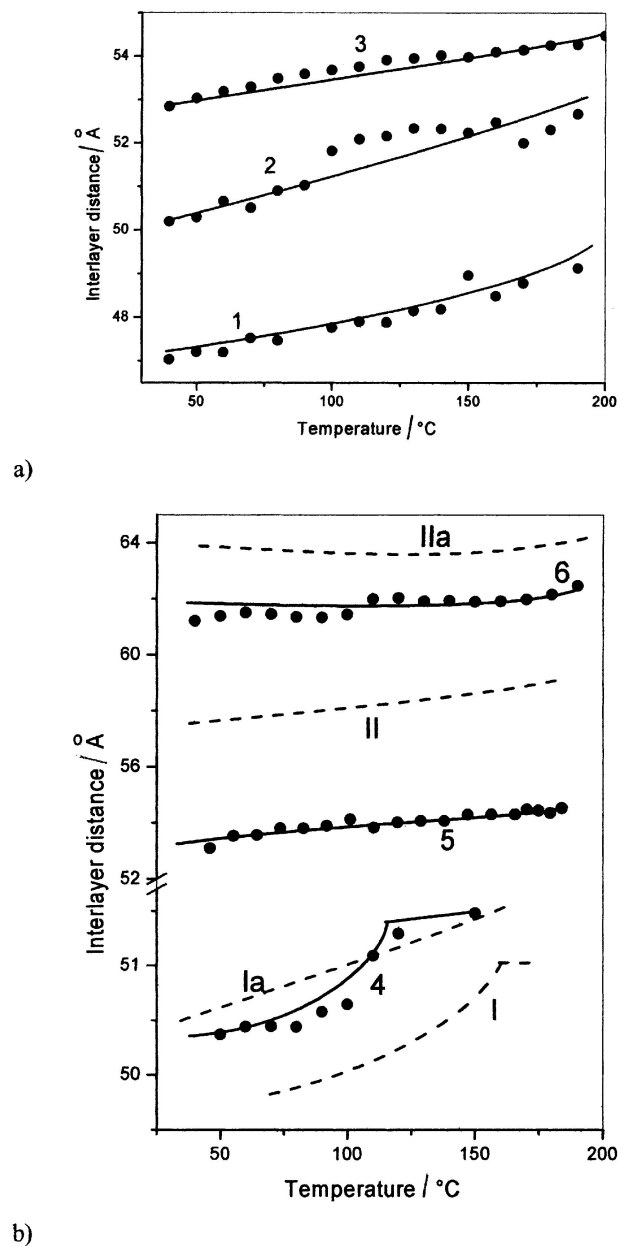 54
52
50
48
Interlayer distance / Å
3
2
1
50
100
150
200
Temperature / °C
a)
64
60
56
52
51
50
Interlayer distance / Å
IIa
6
II
5
Ia
4
I
50
100
150
200
Temperature / °C
b)